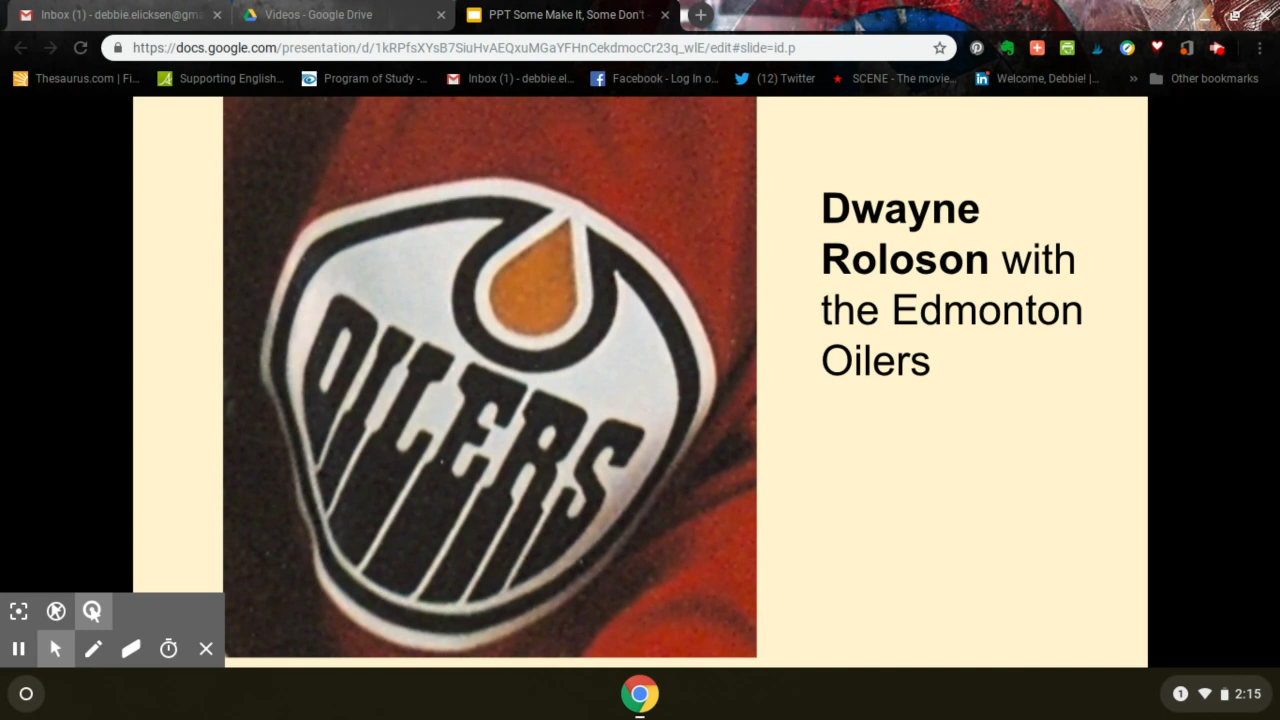 Inbox (1) - debbie.elicksen@gma
Videos - Google Drive
PPT Some Make It, Some Don't -
https://docs.google.com/presentation/d/1kRPfsXYsB7SiuHvAEQxuMGaYFHnCekdmocCr23q_wlE/edit#slide=id.p
Thesaurus.com | Fi...
Supporting English...
Program of Study -...
Inbox (1) - debbie.el...
Facebook - Log In o...
(12) Twitter
SCENE - The movie...
Welcome, Debbie! |...
»
Other bookmarks
OILERS
Dwayne
Roloson with
the Edmonton
Oilers
1
2:15